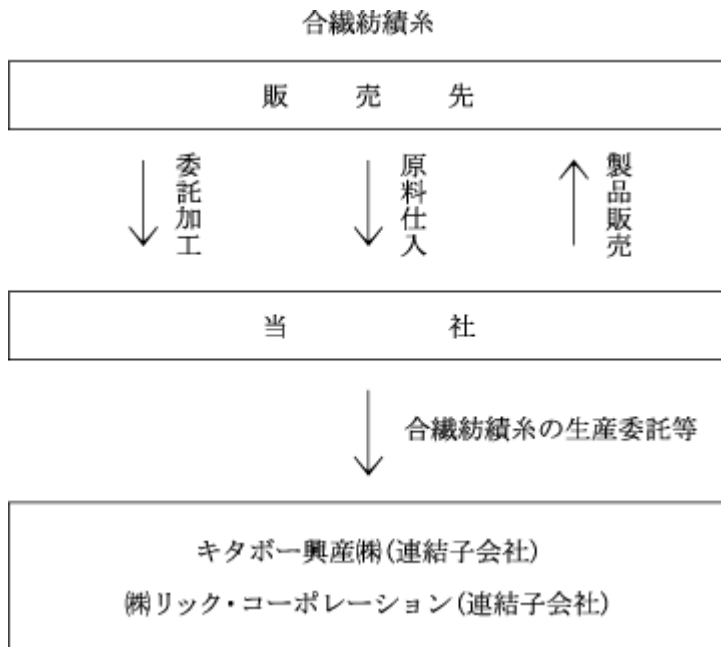 合繊紡績糸
販売先
委託加工
原料仕入
製品販売
当社
合繊紡績糸の生産委託等
キタボー興産㈱(連結子会社)
㈱リック・コーポレーション(連結子会社)